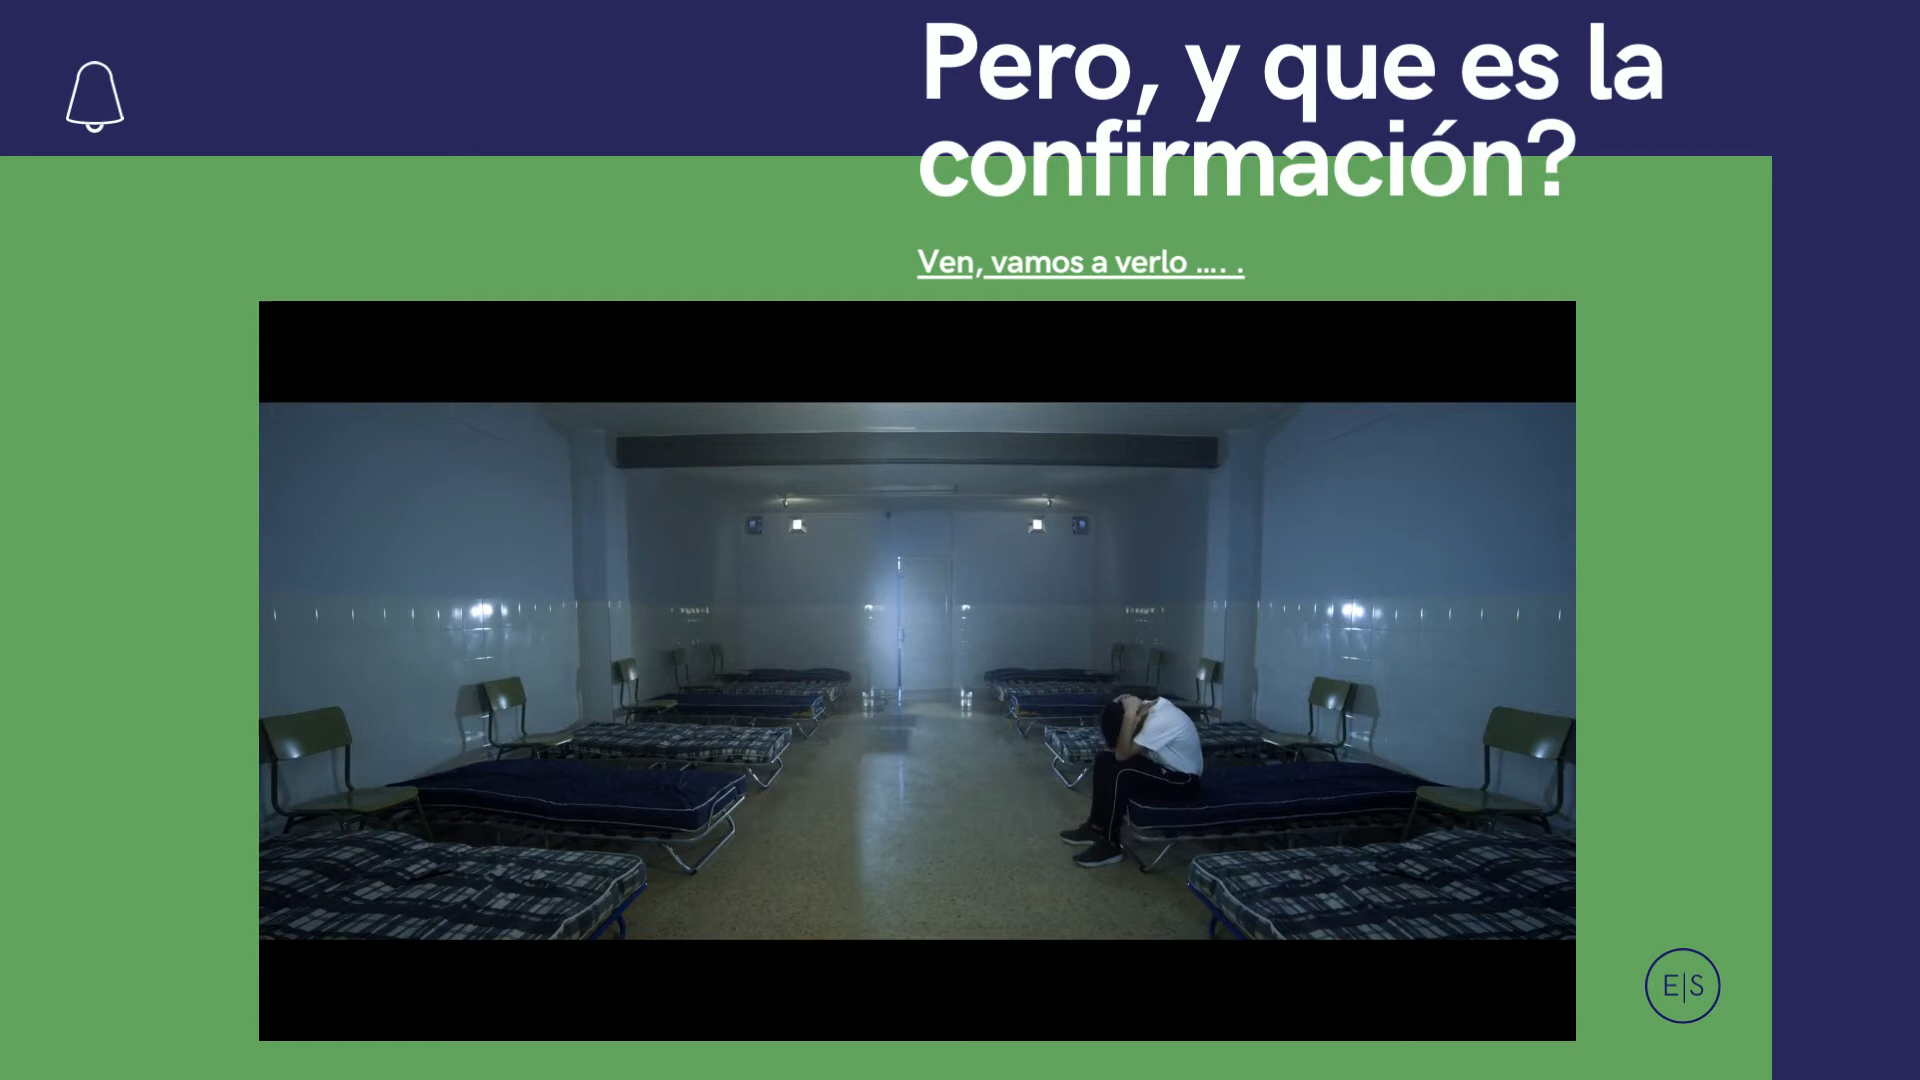 Pero, y que es la
confirmación?
Ven, vamos a verlo .... .
E|S